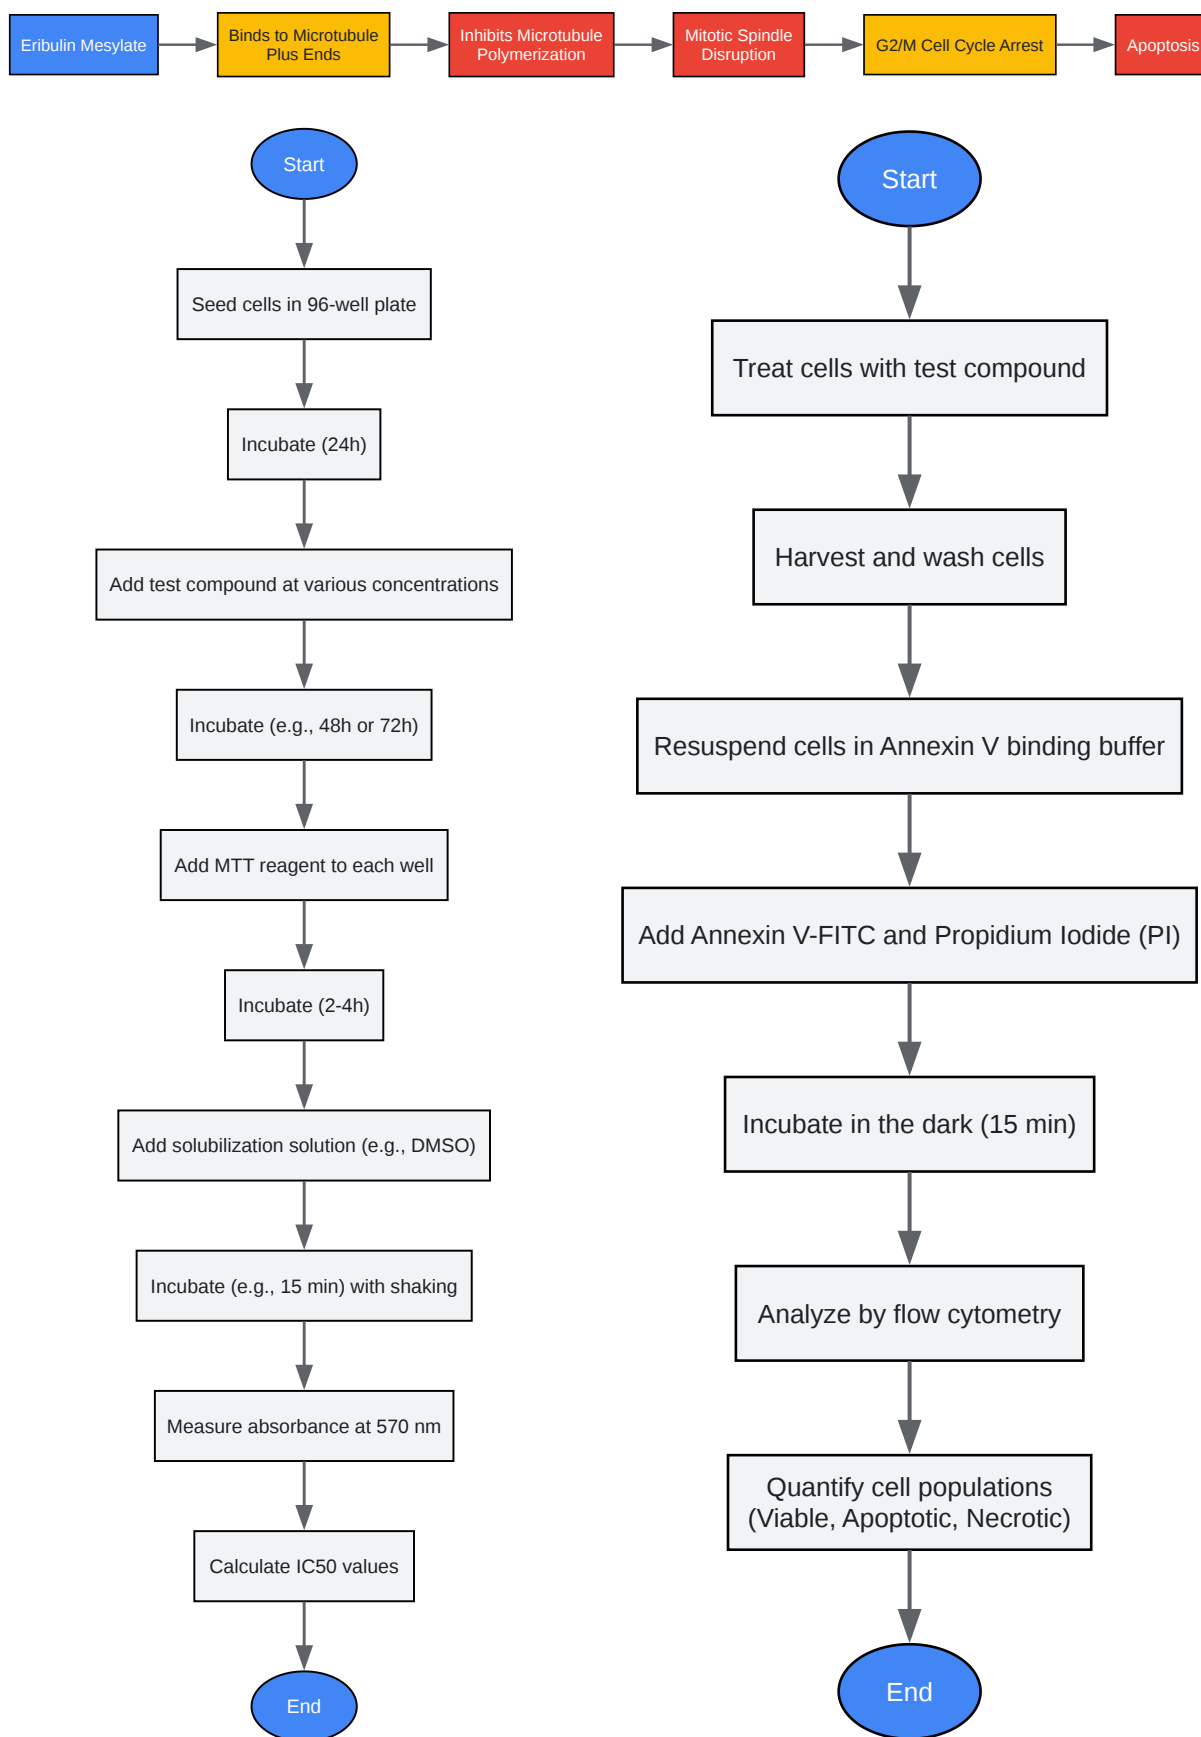 Eribulin Mesylate
Binds to Microtubule
Plus Ends
Inhibits Microtubule
Polymerization
Mitotic Spindle
Disruption
G2/M Cell Cycle Arrest
Apoptosis
Start
Seed cells in 96-well plate
Incubate (24h)
Add test compound at various concentrations
Incubate (e.g., 48h or 72h)
Add MTT reagent to each well
Incubate (2-4h)
Add solubilization solution (e.g., DMSO)
Incubate (e.g., 15 min) with shaking
Measure absorbance at 570 nm
Calculate IC50 values
End
Start
Treat cells with test compound
Harvest and wash cells
Resuspend cells in Annexin V binding buffer
Add Annexin V-FITC and Propidium Iodide (PI)
Incubate in the dark (15 min)
Analyze by flow cytometry
Quantify cell populations
(Viable, Apoptotic, Necrotic)
End